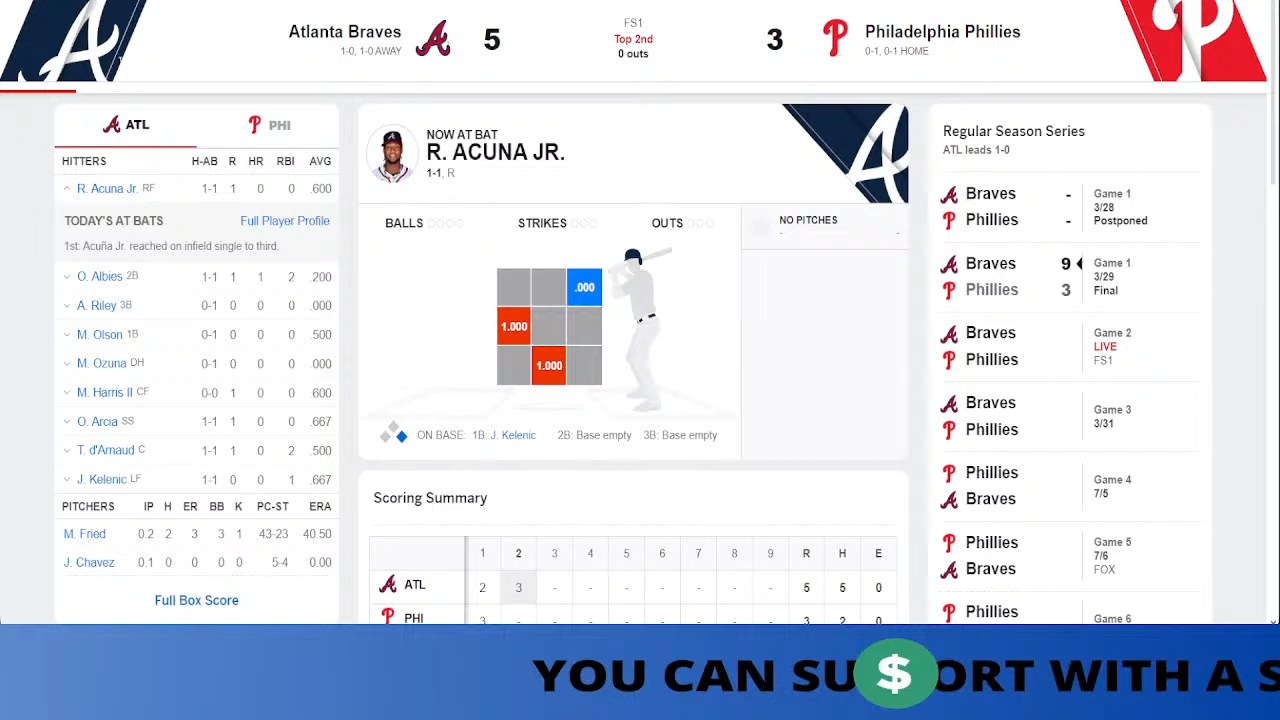 Atlanta Braves 5 FS1 3 Philadelphia Phillies
1-0, 1-0 AWAY Top 2nd 0-1, 0-1 HOME
0 outs
ATL PHI
HITTERS H-AB R HR RBI AVG
R. Acuna Jr. RF 1-1 1 0 0 .600
TODAY'S AT BATS Full Player Profile
1st: Acuña Jr. reached on infield single to third.
O. Albies 2B 1-1 1 1 2 .200
A. Riley 3B 0-1 0 0 0 .000
M. Olson 1B 0-1 0 0 0 .500
M. Ozuna DH 0-1 0 0 0 .000
M. Harris II CF 0-0 1 0 0 .600
O. Arcia SS 1-1 1 0 0 .667
T. d'Arnaud C 1-1 1 0 2 .500
J. Kelenic LF 1-1 0 0 1 .667
PITCHERS IP H ER BB K PC-ST ERA
M. Fried 0.2 2 3 3 1 43-23 40.50
J. Chavez 0.1 0 0 0 0 5-4 0.00
Full Box Score
NOW AT BAT
R. ACUNA JR.
1-1, R
BALLS STRIKES OUTS
NO PITCHES
- -
.000
1.000
1.000
ON BASE: 1B: J. Kelenic 2B: Base empty 3B: Base empty
Scoring Summary
1 2 3 4 5 6 7 8 9 R H E
ATL 2 3 - - - - - - - 5 5 0
PHI 3 - - - - - - - - 3 2 0
Regular Season Series
ATL leads 1-0
Braves - Game 1
Phillies - 3/28
Postponed
Braves 9 Game 1
Phillies 3 3/29
Final
Braves Game 2
Phillies LIVE
FS1
Braves Game 3
Phillies 3/31
Phillies Game 4
Braves 7/5
Phillies Game 5
Braves 7/6
FOX
Phillies Game 6
YOU CAN SU $ ORT WITH A S